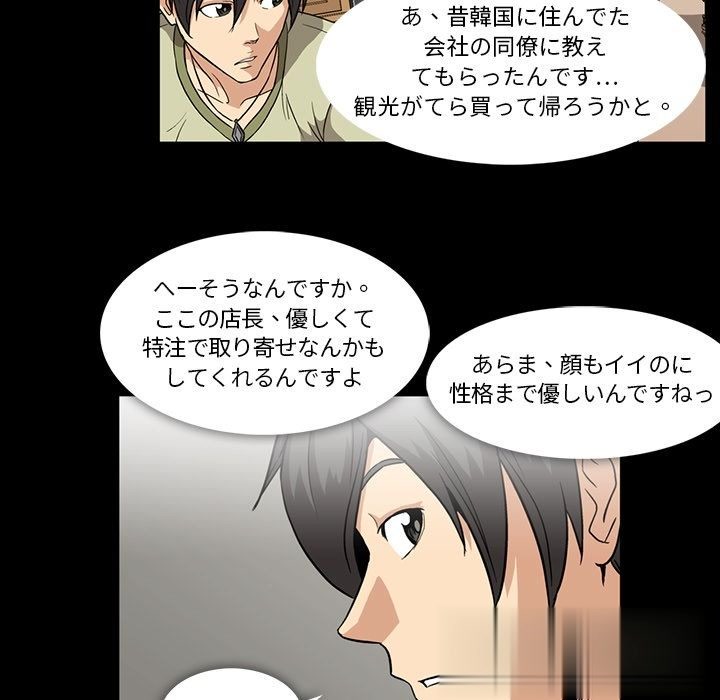 あ、昔韓国に住んでた
会社の同僚に教え
てもらったんです...
観光がてら買って帰ろうかと。
へーそうなんですか。
ここの店長、優しくて
特注で取り寄せなんかも
してくれるんですよ
あらま、顔もイイのに
性格まで優しいんですねっ